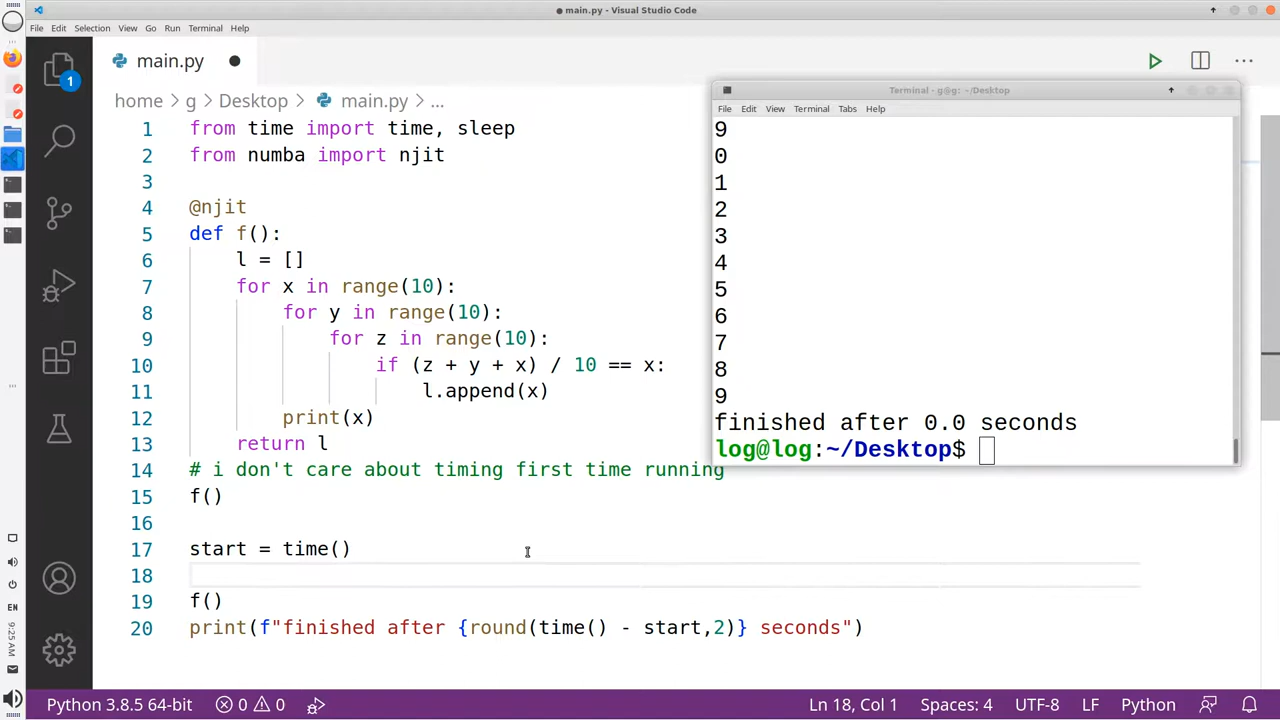 main.py - Visual Studio Code
File Edit Selection View Go Run Terminal Help
1
main.py
home > g > Desktop > main.py > ...
1 from time import time, sleep
2 from numba import njit
3
4 @njit
5 def f():
6 l = []
7 for x in range(10):
8 for y in range(10):
9 for z in range(10):
10 if (z + y + x) / 10 == x:
11 l.append(x)
12 print(x)
13 return l
14 # i don't care about timing first time running
15 f()
16
17 start = time()
18
19 f()
20 print(f"finished after {round(time() - start,2)} seconds")
Terminal - g@g: ~/Desktop
File Edit View Terminal Tabs Help
9
0
1
2
3
4
5
6
7
8
9
finished after 0.0 seconds
log@log:~/Desktop$
EN
9:25 AM
Python 3.8.5 64-bit 0 0 Ln 18, Col 1 Spaces: 4 UTF-8 LF Python